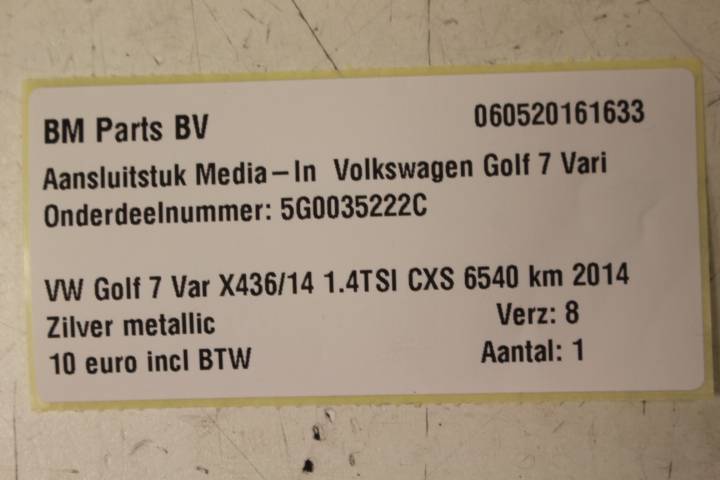 BM Parts BV 060520161633
Aansluitstuk Media-In Volkswagen Golf 7 Vari
Onderdeelnummer: 5G0035222C
VW Golf 7 Var X436/14 1.4TSI CXS 6540 km 2014
Zilver metallic Verz: 8
10 euro incl BTW Aantal: 1